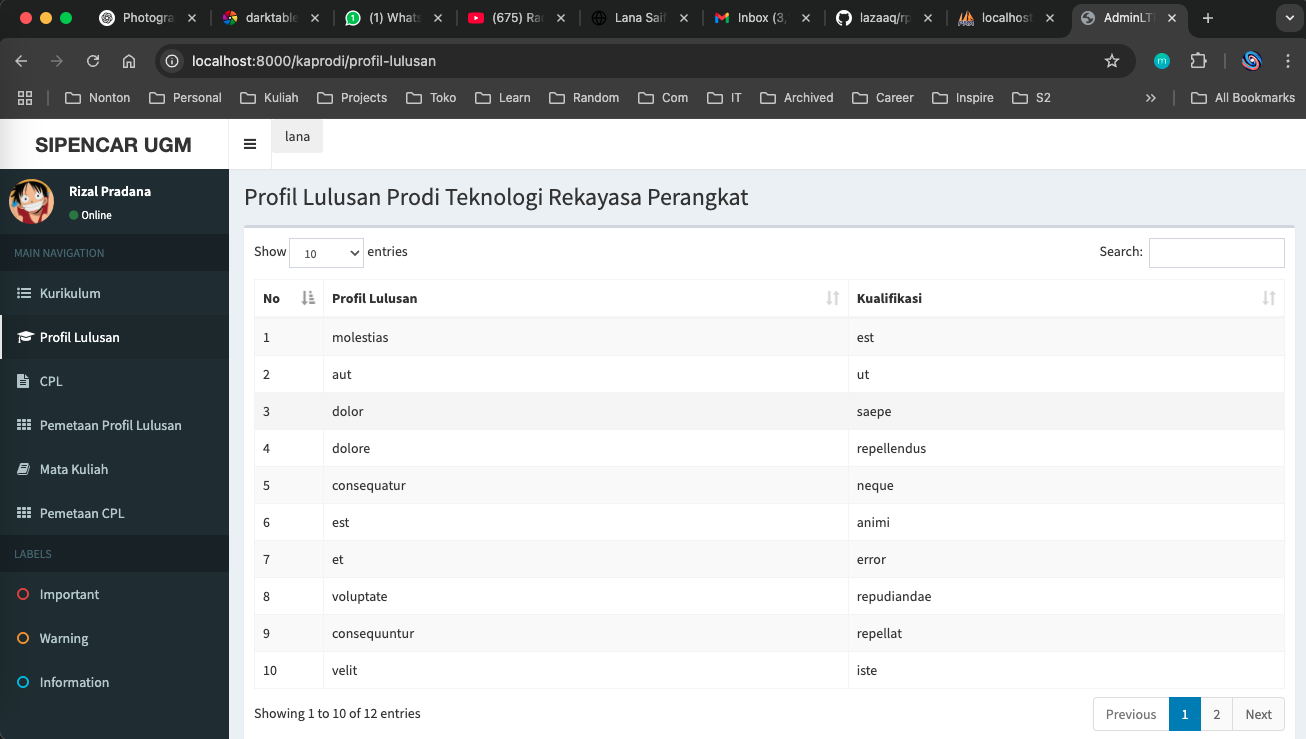 Photogra
darktable
(1) Whats
(675) Ra
Lana Saif
Inbox (3,
lazaaq/rp
localhost
AdminLT
localhost:8000/kaprodi/profil-lulusan
m
Nonton Personal Kuliah Projects Toko Learn Random Com IT Archived Career Inspire S2 » All Bookmarks
SIPENCAR UGM
lana
Rizal Pradana
Online
MAIN NAVIGATION
Kurikulum
Profil Lulusan
CPL
Pemetaan Profil Lulusan
Mata Kuliah
Pemetaan CPL
LABELS
Important
Warning
Information
Profil Lulusan Prodi Teknologi Rekayasa Perangkat
Show 10 entries
Search:
No Profil Lulusan Kualifikasi
1 molestias est
2 aut ut
3 dolor saepe
4 dolore repellendus
5 consequatur neque
6 est animi
7 et error
8 voluptate repudiandae
9 consequuntur repellat
10 velit iste
Showing 1 to 10 of 12 entries
Previous 1 2 Next